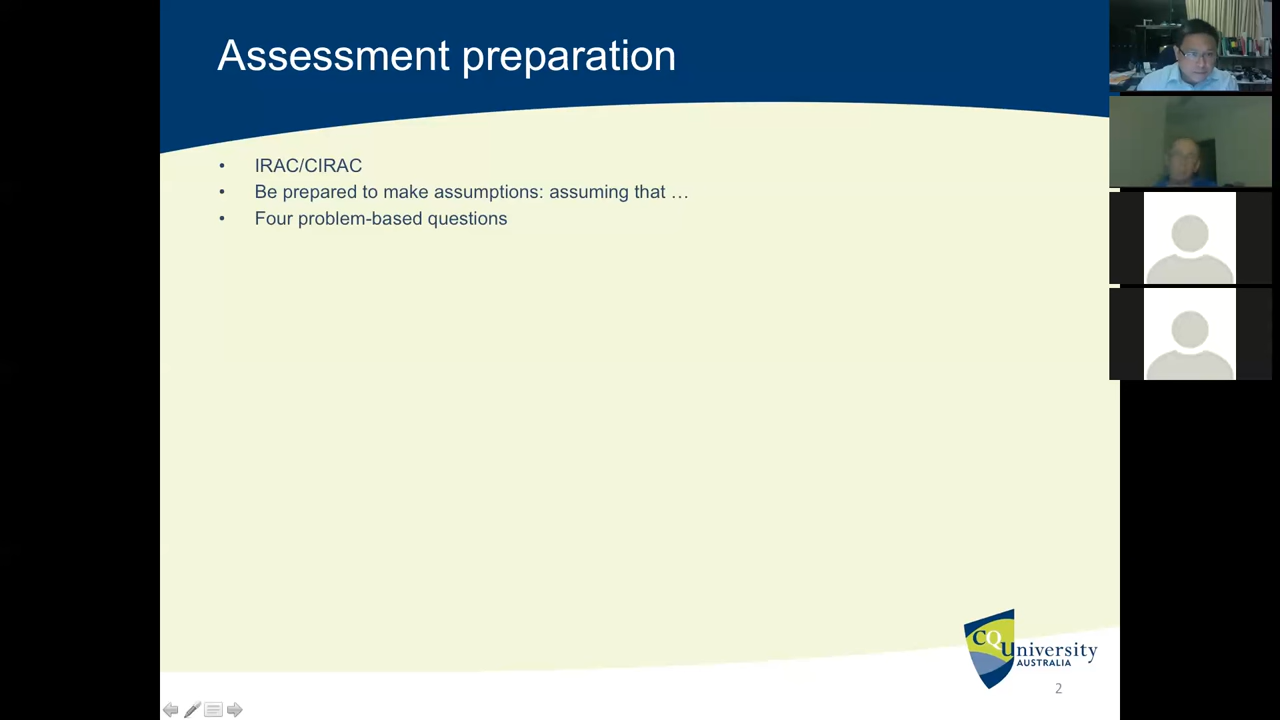 Assessment preparation
• IRAC/CIRAC
• Be prepared to make assumptions: assuming that …
• Four problem-based questions
CQUniversity
AUSTRALIA
2